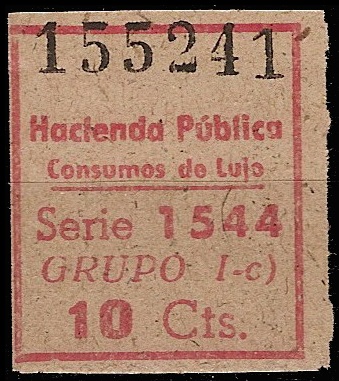 155241
Hacienda Pública
Consumos de Lujo
Serie 1544
GRUPO I-c)
10 Cts.